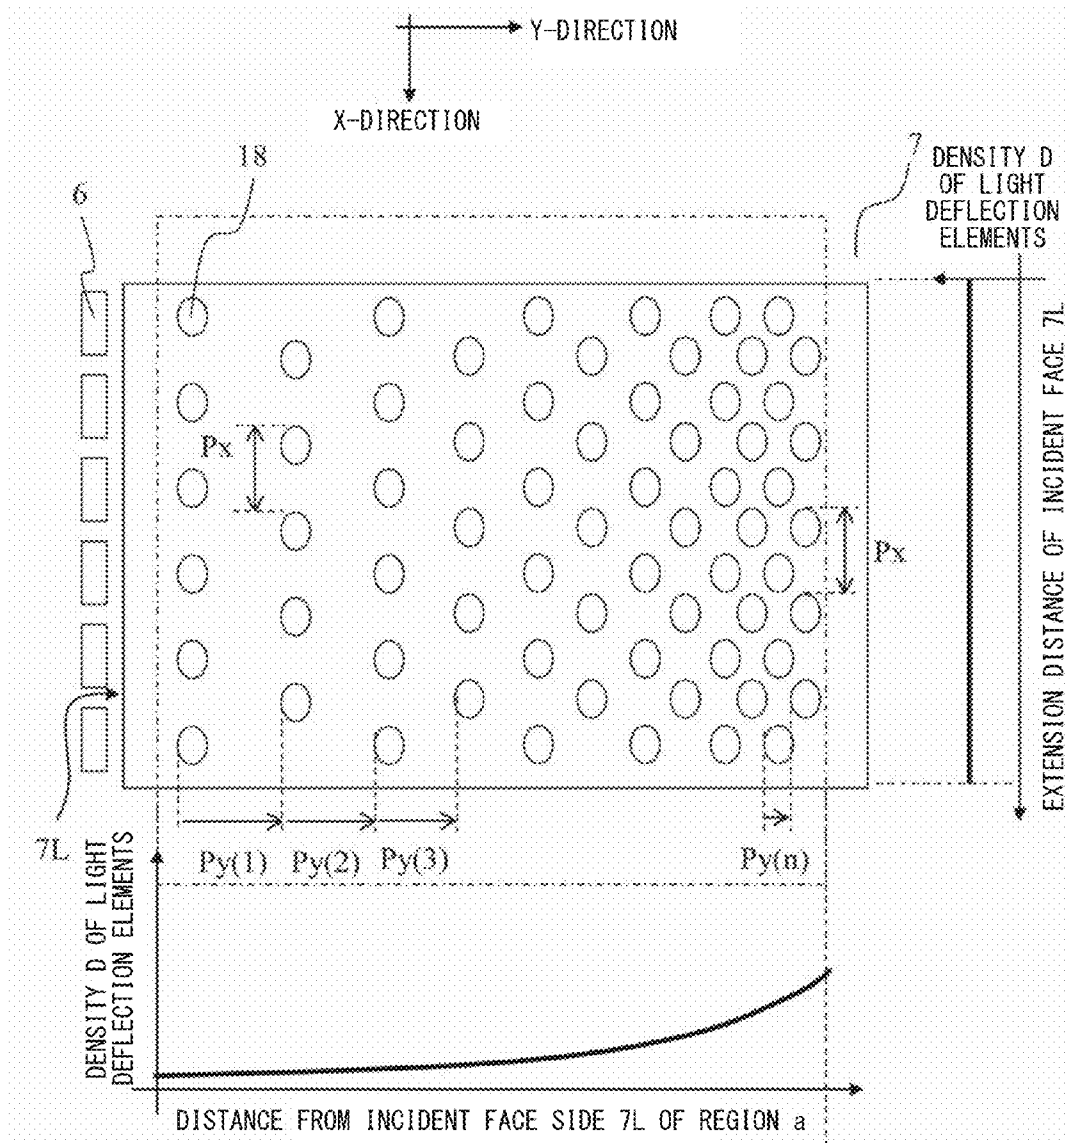 Y-DIRECTION
X-DIRECTION
18
7
6
DENSITY D
OF LIGHT
DEFLECTION
ELEMENTS
Px
Px
EXTENSION DISTANCE OF INCIDENT FACE 7L
7L
Py(1)
Py(2)
Py(3)
Py(n)
DENSITY D OF LIGHT
DEFLECTION ELEMENTS
DISTANCE FROM INCIDENT FACE SIDE 7L OF REGION a